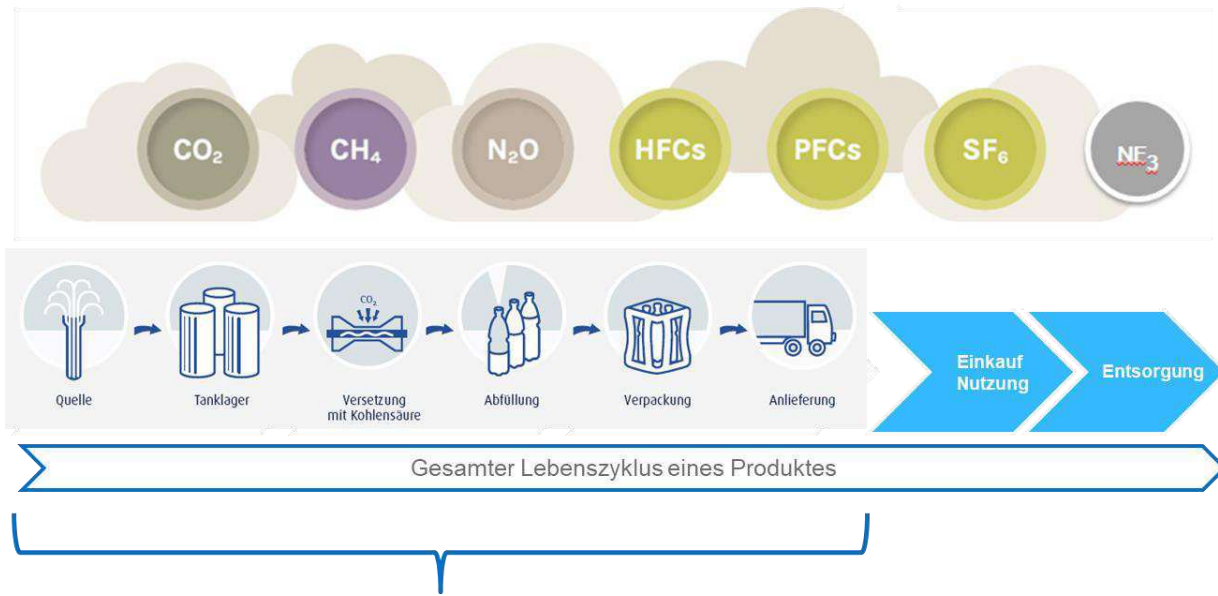 CO₂ CH₄ N₂O HFCs PFCs SF₆ NF₃
CO₂
Quelle Tanklager Versetzung mit Kohlensäure Abfüllung Verpackung Anlieferung
Einkauf Nutzung
Entsorgung
Gesamter Lebenszyklus eines Produktes